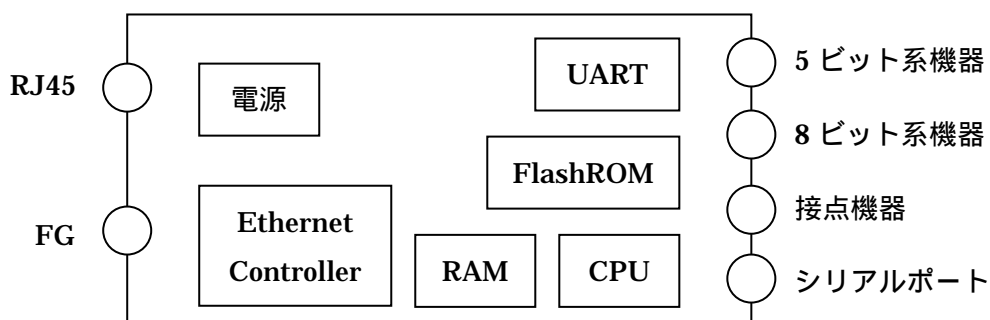 RJ45
FG
電源
Ethernet
Controller
UART
FlashROM
RAM
CPU
5 ビット系機器
8 ビット系機器
接点機器
シリアルポート